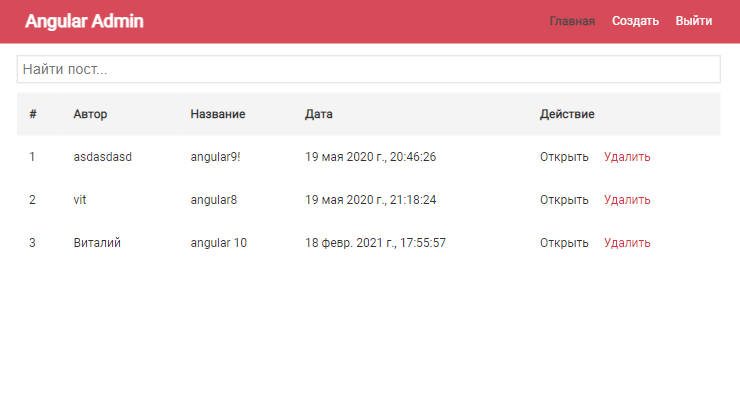 Angular Admin Главная Создать Выйти
Найти пост...
# Автор Название Дата Действие
1 asdasdasd angular9! 19 мая 2020 г., 20:46:26 Открыть Удалить
2 vit angular8 19 мая 2020 г., 21:18:24 Открыть Удалить
3 Виталий angular 10 18 февр. 2021 г., 17:55:57 Открыть Удалить